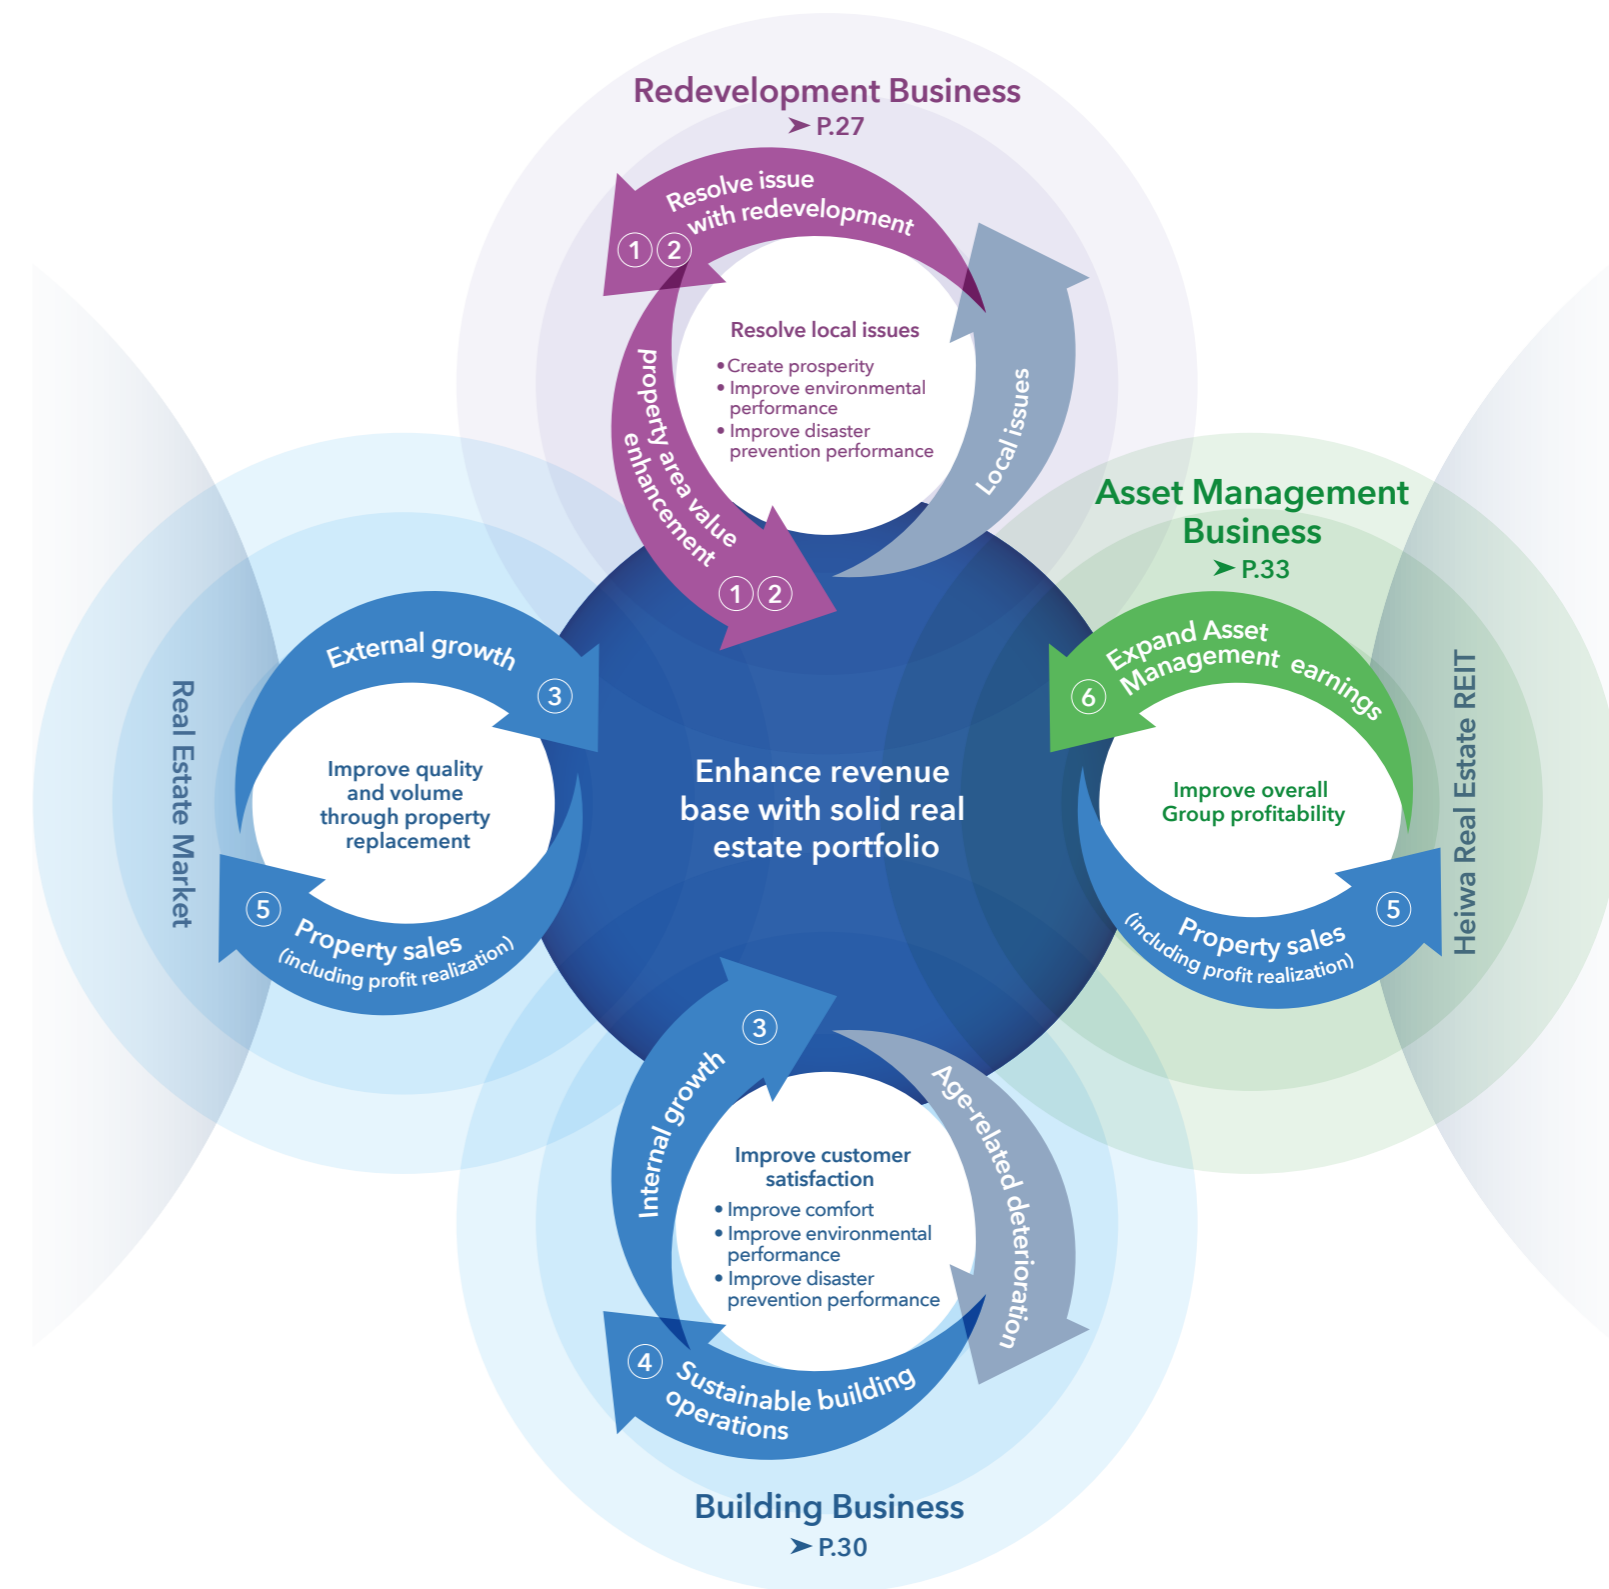 Redevelopment Business
➤ P.27
Resolve issue
with redevelopment
① ②
property area value
enhancement
① ②
Local issues
Resolve local issues
• Create prosperity
• Improve environmental
performance
• Improve disaster
prevention performance
Asset Management
Business
➤ P.33
Expand Asset
Management earnings
⑥
Improve overall
Group profitability
Property sales
(including profit realization)
⑤
Heiwa Real Estate REIT
Real Estate Market
External growth
③
Improve quality
and volume
through property
replacement
⑤
Property sales
(including profit realization)
Enhance revenue
base with solid real
estate portfolio
③
Internal growth
Age-related deterioration
Improve customer
satisfaction
• Improve comfort
• Improve environmental
performance
• Improve disaster
prevention performance
④
Sustainable building
operations
Building Business
➤ P.30